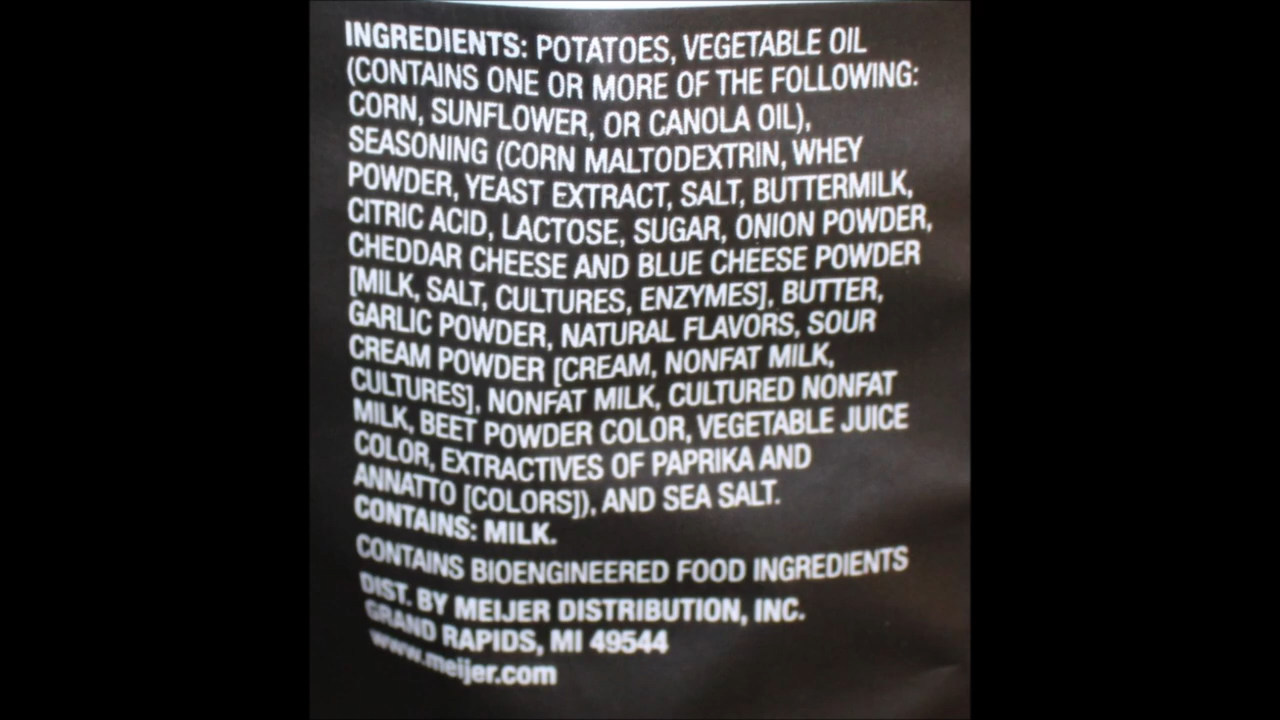 INGREDIENTS: POTATOES, VEGETABLE OIL
(CONTAINS ONE OR MORE OF THE FOLLOWING:
CORN, SUNFLOWER, OR CANOLA OIL),
SEASONING (CORN MALTODEXTRIN, WHEY
POWDER, YEAST EXTRACT, SALT, BUTTERMILK,
CITRIC ACID, LACTOSE, SUGAR, ONION POWDER,
CHEDDAR CHEESE AND BLUE CHEESE POWDER
[MILK, SALT, CULTURES, ENZYMES], BUTTER,
GARLIC POWDER, NATURAL FLAVORS, SOUR
CREAM POWDER [CREAM, NONFAT MILK,
CULTURES], NONFAT MILK, CULTURED NONFAT
MILK, BEET POWDER COLOR, VEGETABLE JUICE
COLOR, EXTRACTIVES OF PAPRIKA AND
ANNATTO [COLORS]), AND SEA SALT.
CONTAINS: MILK.
CONTAINS BIOENGINEERED FOOD INGREDIENTS
DIST. BY MEIJER DISTRIBUTION, INC.
GRAND RAPIDS, MI 49544
www.meijer.com